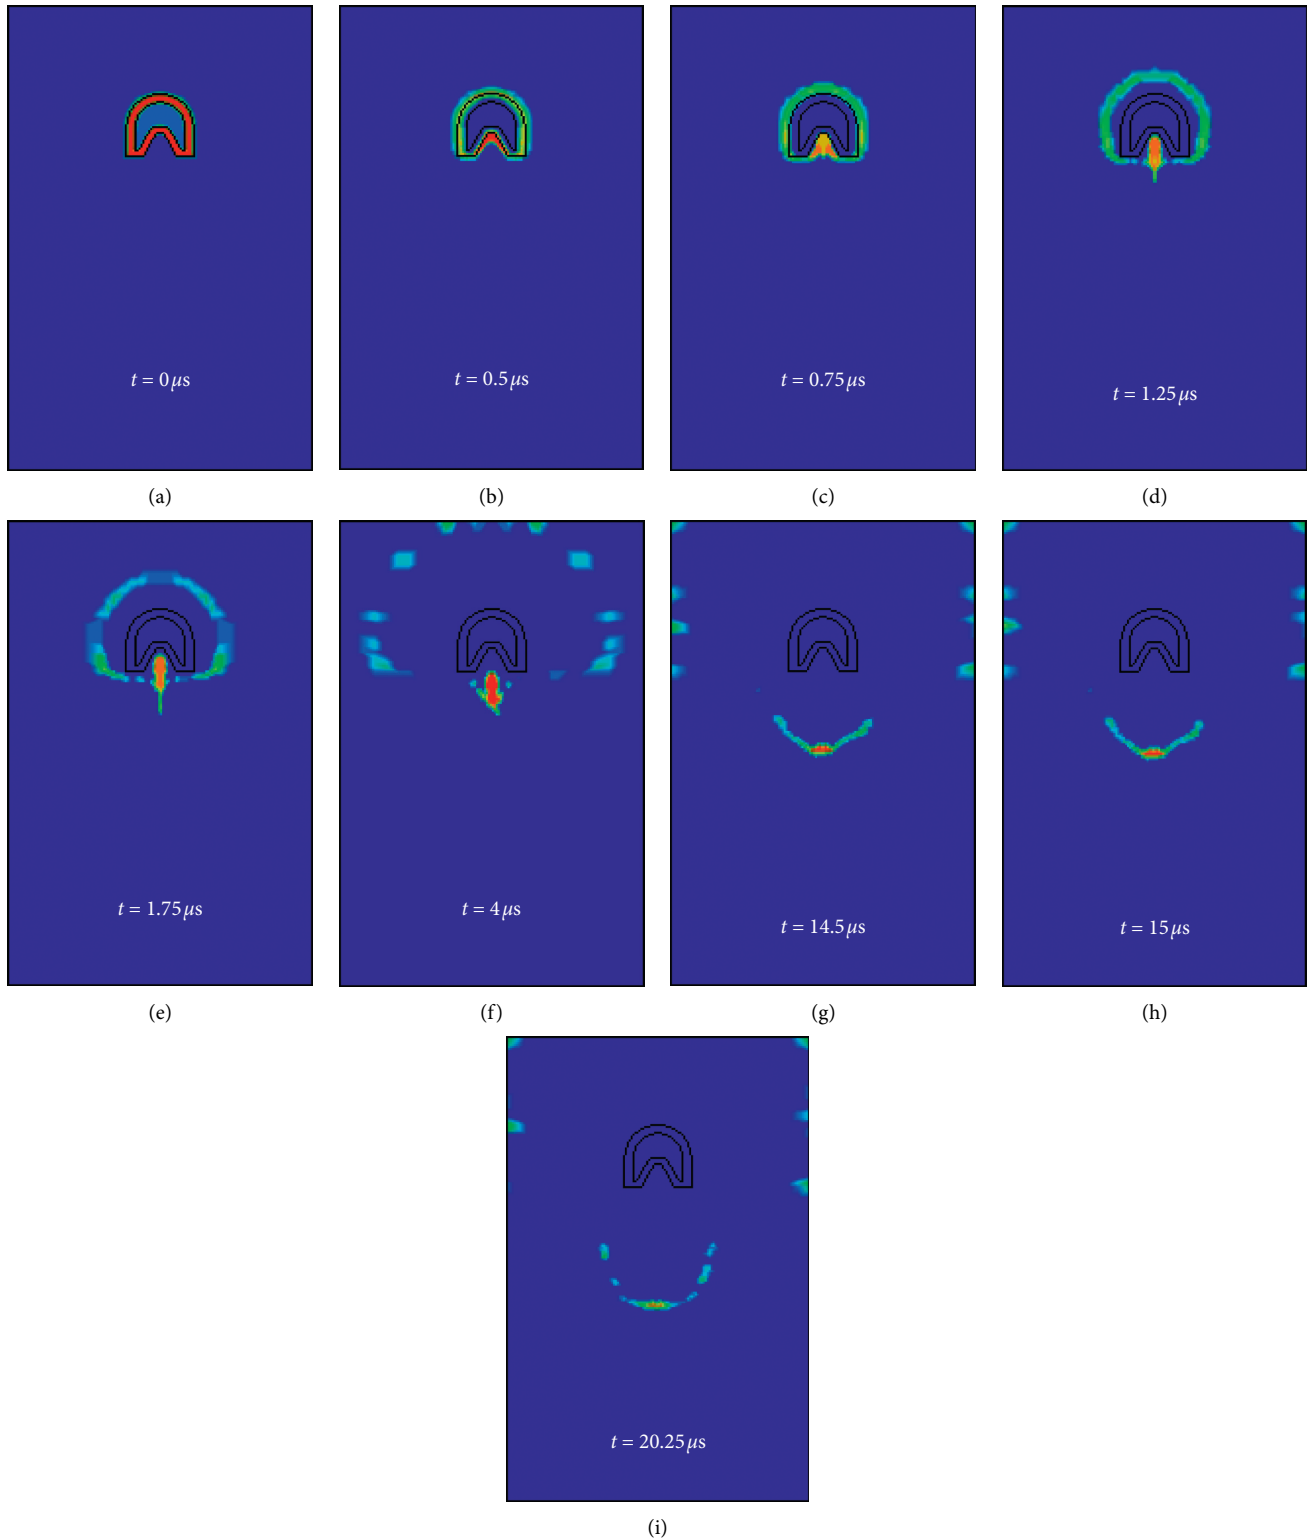 t = 0 μs
t = 0.5 μs
t = 0.75 μs
t = 1.25 μs
(a)
(b)
(c)
(d)
t = 1.75 μs
t = 4 μs
t = 14.5 μs
t = 15 μs
(e)
(f)
(g)
(h)
t = 20.25 μs
(i)